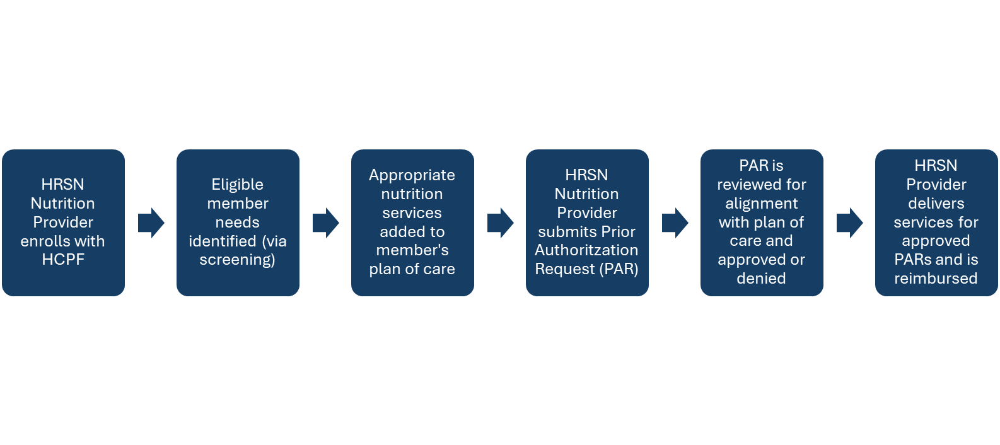 HRSN
Nutrition
Provider
enrolls with
HCPF
Eligible
member
needs
identified (via
screening)
Appropriate
nutrition
services
added to
member's
plan of care
HRSN
Nutrition
Provider
submits Prior
Authoritzation
Request (PAR)
PAR is
reviewed for
alignment
with plan of
care and
approved or
denied
HRSN
Provider
delivers
services for
approved
PARs and is
reimbursed